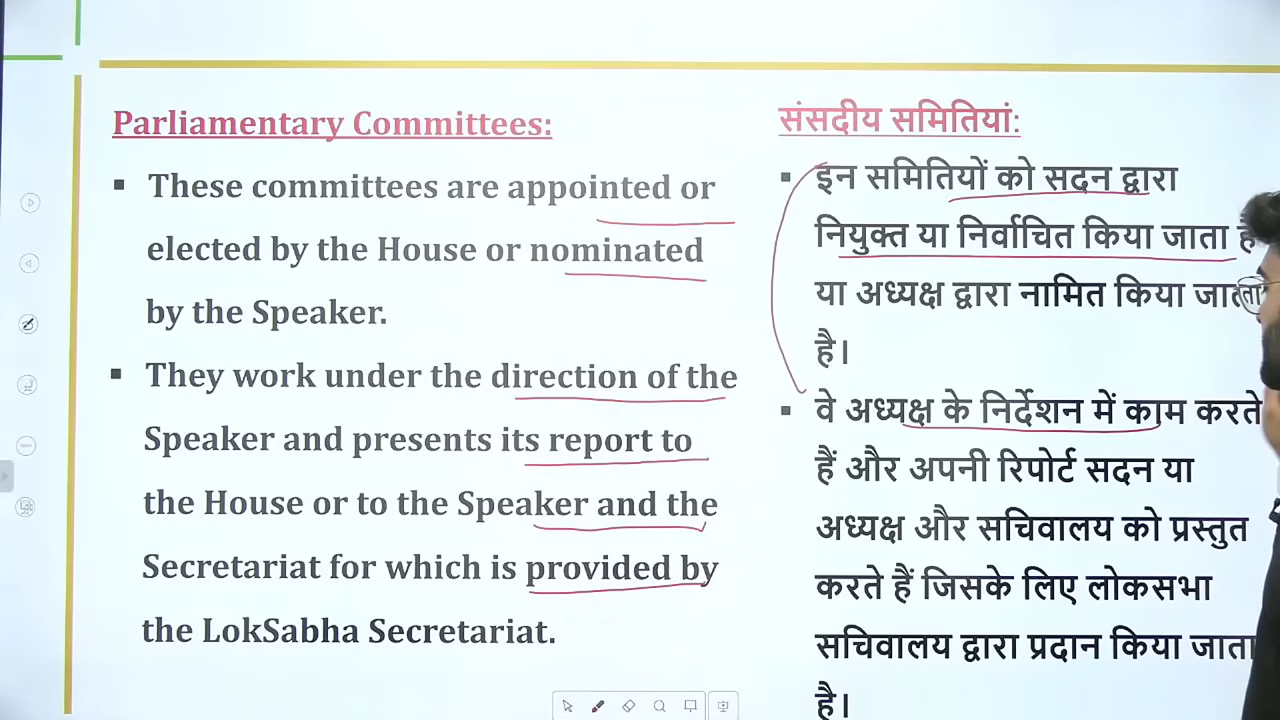 Parliamentary Committees:
▪ These committees are appointed or
elected by the House or nominated
by the Speaker.
▪ They work under the direction of the
Speaker and presents its report to
the House or to the Speaker and the
Secretariat for which is provided by
the LokSabha Secretariat.
संसदीय समितियां:
▪ इन समितियों को सदन द्वारा
नियुक्त या निर्वाचित किया जाता है
या अध्यक्ष द्वारा नामित किया जाता
है।
▪ वे अध्यक्ष के निर्देशन में काम करते
हैं और अपनी रिपोर्ट सदन या
अध्यक्ष और सचिवालय को प्रस्तुत
करते हैं जिसके लिए लोकसभा
सचिवालय द्वारा प्रदान किया जाता
है।